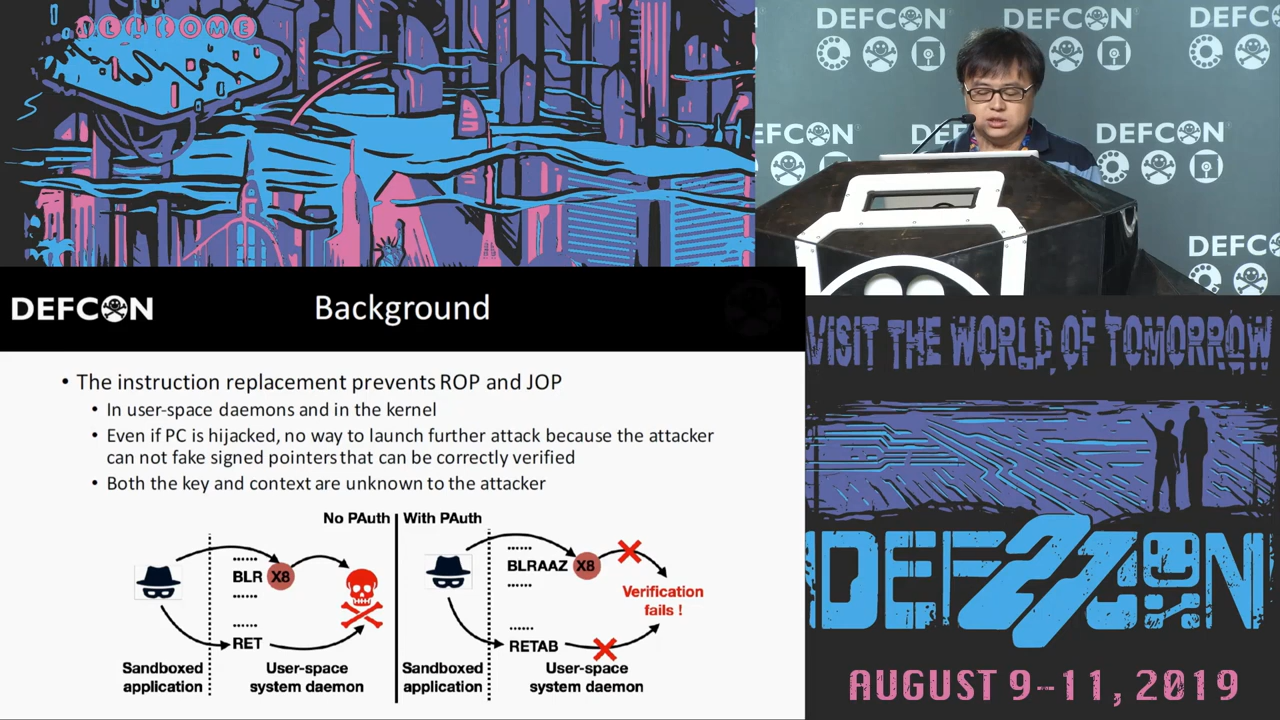 WELCOME
DEFCON
DEFCON
DEFC
DEFCON
DEFCON
DEFCON
DEFC
DEFCON
Background
VISIT THE WORLD OF TOMORROW
• The instruction replacement prevents ROP and JOP
• In user-space daemons and in the kernel
• Even if PC is hijacked, no way to launch further attack because the attacker
can not fake signed pointers that can be correctly verified
• Both the key and context are unknown to the attacker
No PAuth
With PAuth
......
BLR X8
......
......
RET
Sandboxed
application
User-space
system daemon
......
BLRAAZ X8
......
......
RETAB
Verification
fails !
Sandboxed
application
User-space
system daemon
DEF27CON
AUGUST 9-11, 2019